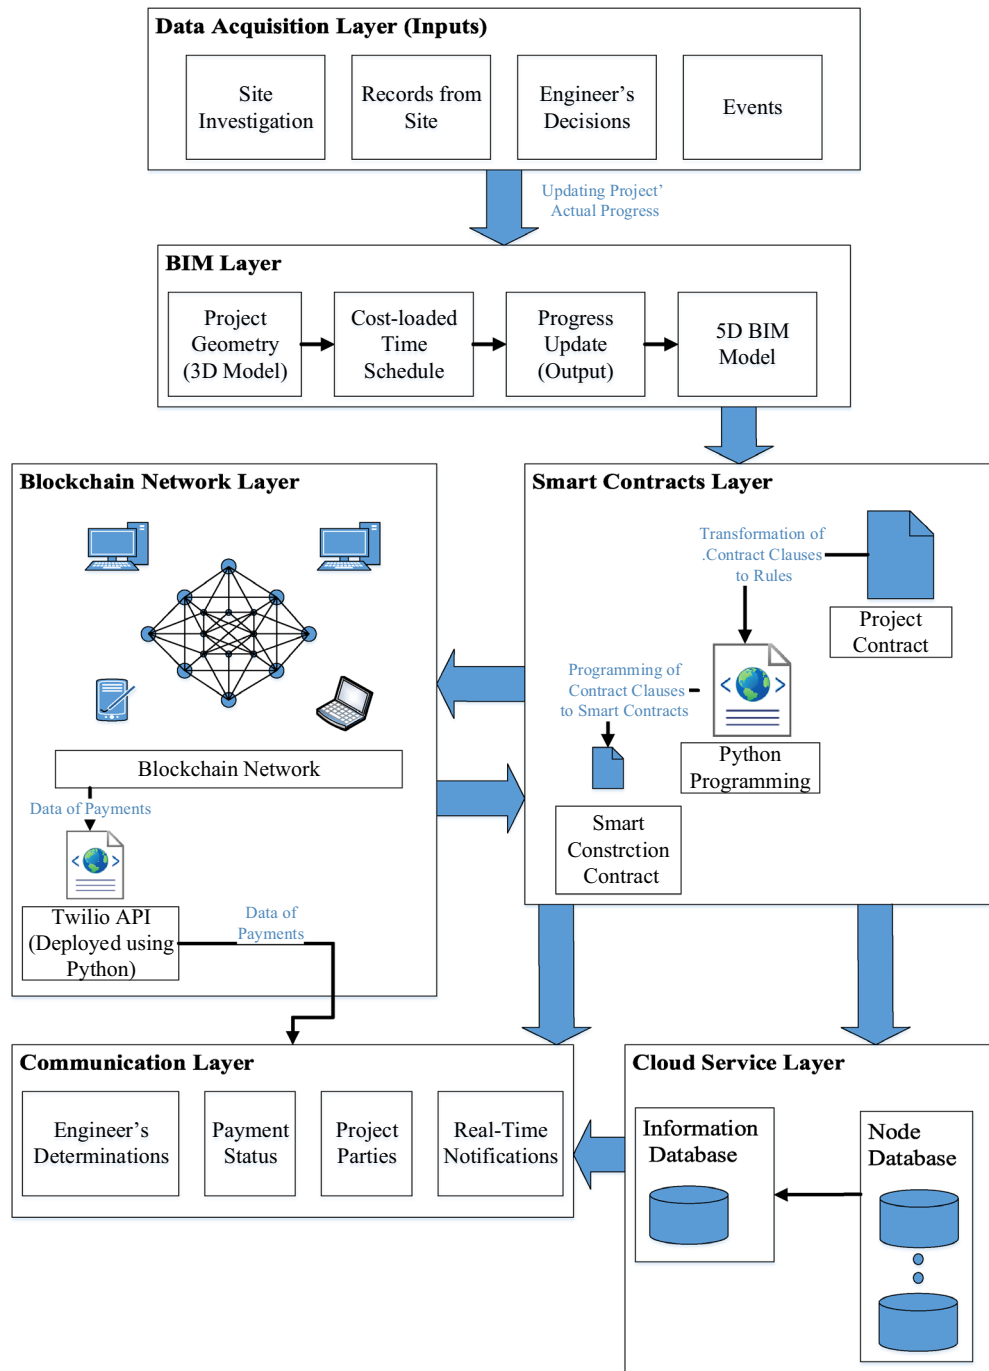 Data Acquisition Layer (Inputs)
Site
Investigation
Records from
Site
Engineer's
Decisions
Events
Updating Project'
Actual Progress
BIM Layer
Project
Geometry
(3D Model)
Cost-loaded
Time
Schedule
Progress
Update
(Output)
5D BIM
Model
Blockchain Network Layer
Blockchain Network
Data of Payments
Twilio API
(Deployed using
Python)
Data of
Payments
Smart Contracts Layer
Transformation of
.Contract Clauses
to Rules
Project
Contract
Programming of
Contract Clauses
to Smart Contracts
Python
Programming
Smart
Constrction
Contract
Communication Layer
Engineer's
Determinations
Payment
Status
Project
Parties
Real-Time
Notifications
Cloud Service Layer
Information
Database
Node
Database